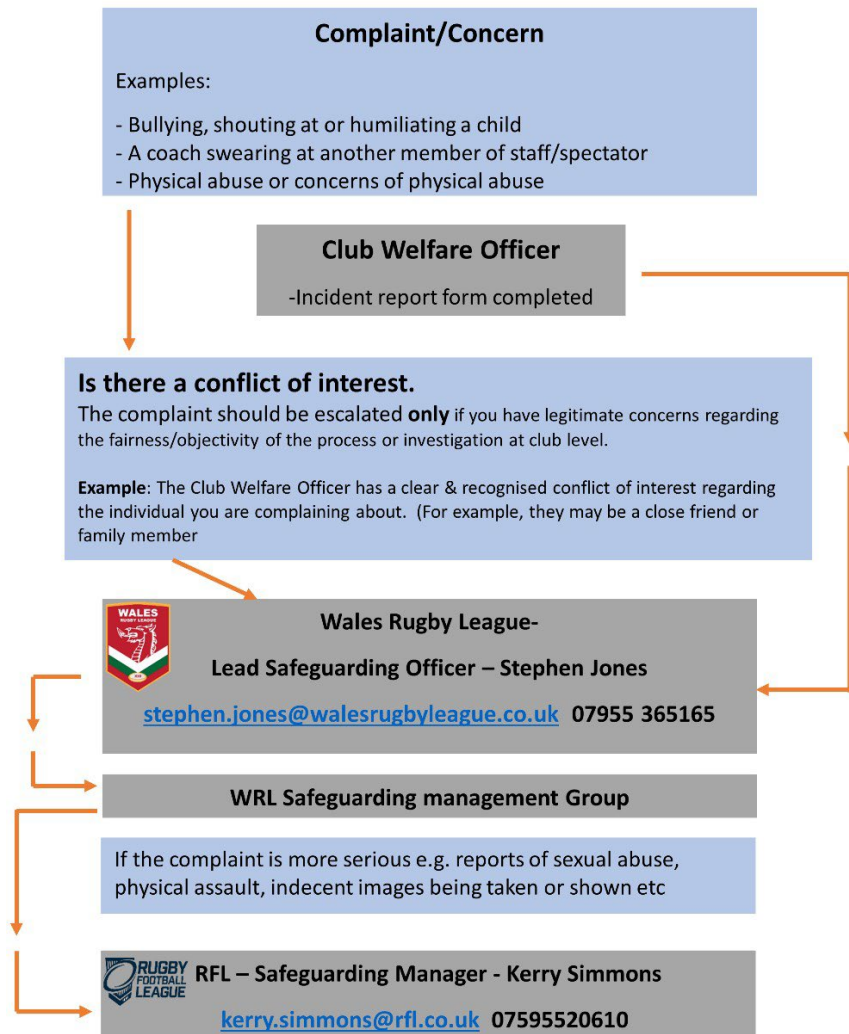 Complaint/Concern
Examples:
- Bullying, shouting at or humiliating a child
- A coach swearing at another member of staff/spectator
- Physical abuse or concerns of physical abuse
Club Welfare Officer
-Incident report form completed
Is there a conflict of interest.
The complaint should be escalated only if you have legitimate concerns regarding
the fairness/objectivity of the process or investigation at club level.
Example: The Club Welfare Officer has a clear & recognised conflict of interest regarding
the individual you are complaining about.  (For example, they may be a close friend or
family member
WALES
RUGBY LEAGUE
Wales Rugby League-
Lead Safeguarding Officer – Stephen Jones
stephen.jones@walesrugbyleague.co.uk  07955 365165
WRL Safeguarding management Group
If the complaint is more serious e.g. reports of sexual abuse,
physical assault, indecent images being taken or shown etc
RUGBY
FOOTBALL
LEAGUE
RFL – Safeguarding Manager - Kerry Simmons
kerry.simmons@rfl.co.uk  07595520610